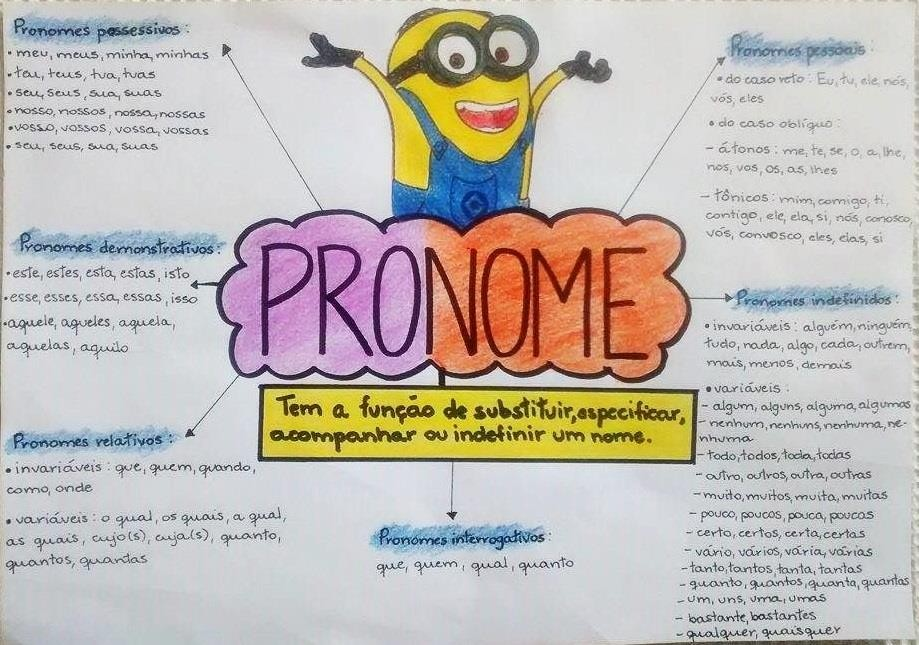 Pronomes possessivos:
• meu, meus, minha, minhas
• teu, teus, tua, tuas
• seu, seus, sua, suas
• nosso, nossos, nossa, nossas
• vosso, vossos, vossa, vossas
• seu, seus, sua, suas
Pronomes pessoais:
• do caso reto: Eu, tu, ele, nós,
vós, eles
• do caso oblíquo:
- átonos: me, te, se, o, a, lhe,
nos, vos, os, as, lhes
- tônicos: mim, comigo, ti,
contigo, ele, ela, si, nós, conosco
vós, convosco, eles, elas, si
Pronomes demonstrativos:
• este, estes, esta, estas, isto
• esse, esses, essa, essas, isso
• aquele, aqueles, aquela,
aquelas, aquilo
PRONOME
Tem a função de substituir, especificar,
acompanhar ou indefinir um nome.
Pronomes indefinidos:
• invariáveis: alguém, ninguém,
tudo, nada, algo, cada, outrem,
mais, menos, demais
• variáveis:
- algum, alguns, alguma, algumas
- nenhum, nenhuns, nenhuma, ne-
nhuma
- todo, todos, toda, todas
- outro, outros, outra, outras
- muito, muitos, muita, muitas
- pouco, poucos, pouca, poucas
- certo, certos, certa, certas
- vário, vários, vária, várias
- tanto, tantos, tanta, tantas
- quanto, quantos, quanta, quantas
- um, uns, uma, umas
- bastante, bastantes
- qualquer, quaisquer
Pronomes relativos:
• invariáveis: que, quem, quando,
como, onde
• variáveis: o qual, os quais, a qual,
as quais, cujo(s), cuja(s), quanto,
quantos, quantas
Pronomes interrogativos:
que, quem, qual, quanto